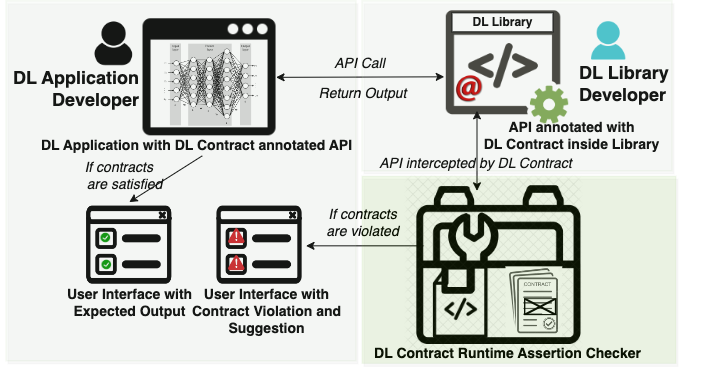 DL Library
</>
@
DL Application
Developer
API Call
Return Output
DL Library
Developer
DL Application with DL Contract annotated API
API annotated with
DL Contract inside Library
If contracts
are satisfied
API intercepted by DL Contract
If contracts
are violated
User Interface with
Expected Output
User Interface with
Contract Violation and
Suggestion
CONTRACT
</>
DL Contract Runtime Assertion Checker